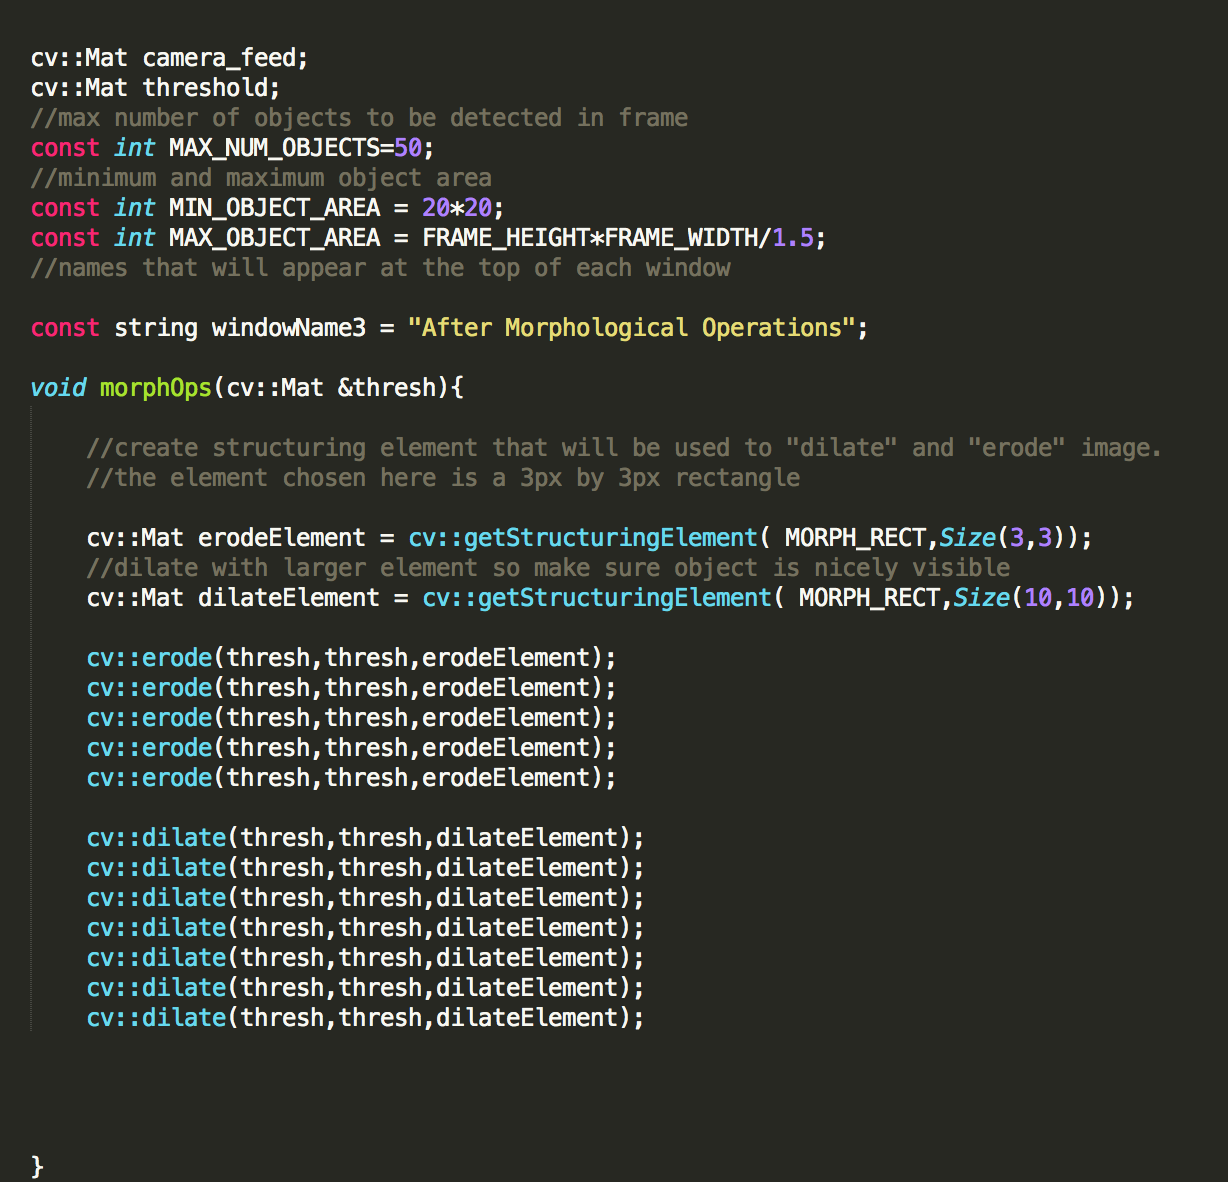 cv::Mat camera_feed;
cv::Mat threshold;
//max number of objects to be detected in frame
const int MAX_NUM_OBJECTS=50;
//minimum and maximum object area
const int MIN_OBJECT_AREA = 20*20;
const int MAX_OBJECT_AREA = FRAME_HEIGHT*FRAME_WIDTH/1.5;
//names that will appear at the top of each window
const string windowName3 = "After Morphological Operations";
void morphOps(cv::Mat &thresh){
//create structuring element that will be used to "dilate" and "erode" image.
//the element chosen here is a 3px by 3px rectangle
cv::Mat erodeElement = cv::getStructuringElement( MORPH_RECT,Size(3,3));
//dilate with larger element so make sure object is nicely visible
cv::Mat dilateElement = cv::getStructuringElement( MORPH_RECT,Size(10,10));
cv::erode(thresh,thresh,erodeElement);
cv::erode(thresh,thresh,erodeElement);
cv::erode(thresh,thresh,erodeElement);
cv::erode(thresh,thresh,erodeElement);
cv::erode(thresh,thresh,erodeElement);
cv::dilate(thresh,thresh,dilateElement);
cv::dilate(thresh,thresh,dilateElement);
cv::dilate(thresh,thresh,dilateElement);
cv::dilate(thresh,thresh,dilateElement);
cv::dilate(thresh,thresh,dilateElement);
cv::dilate(thresh,thresh,dilateElement);
cv::dilate(thresh,thresh,dilateElement);
}